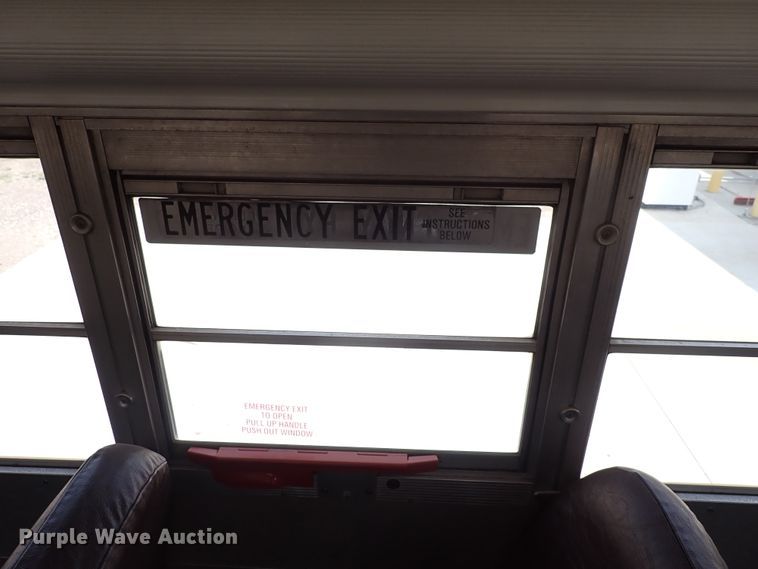 EMERGENCY EXIT
SEE
INSTRUCTIONS
BELOW
EMERGENCY EXIT
TO OPEN
PULL UP HANDLE
PUSH OUT WINDOW
Purple Wave Auction